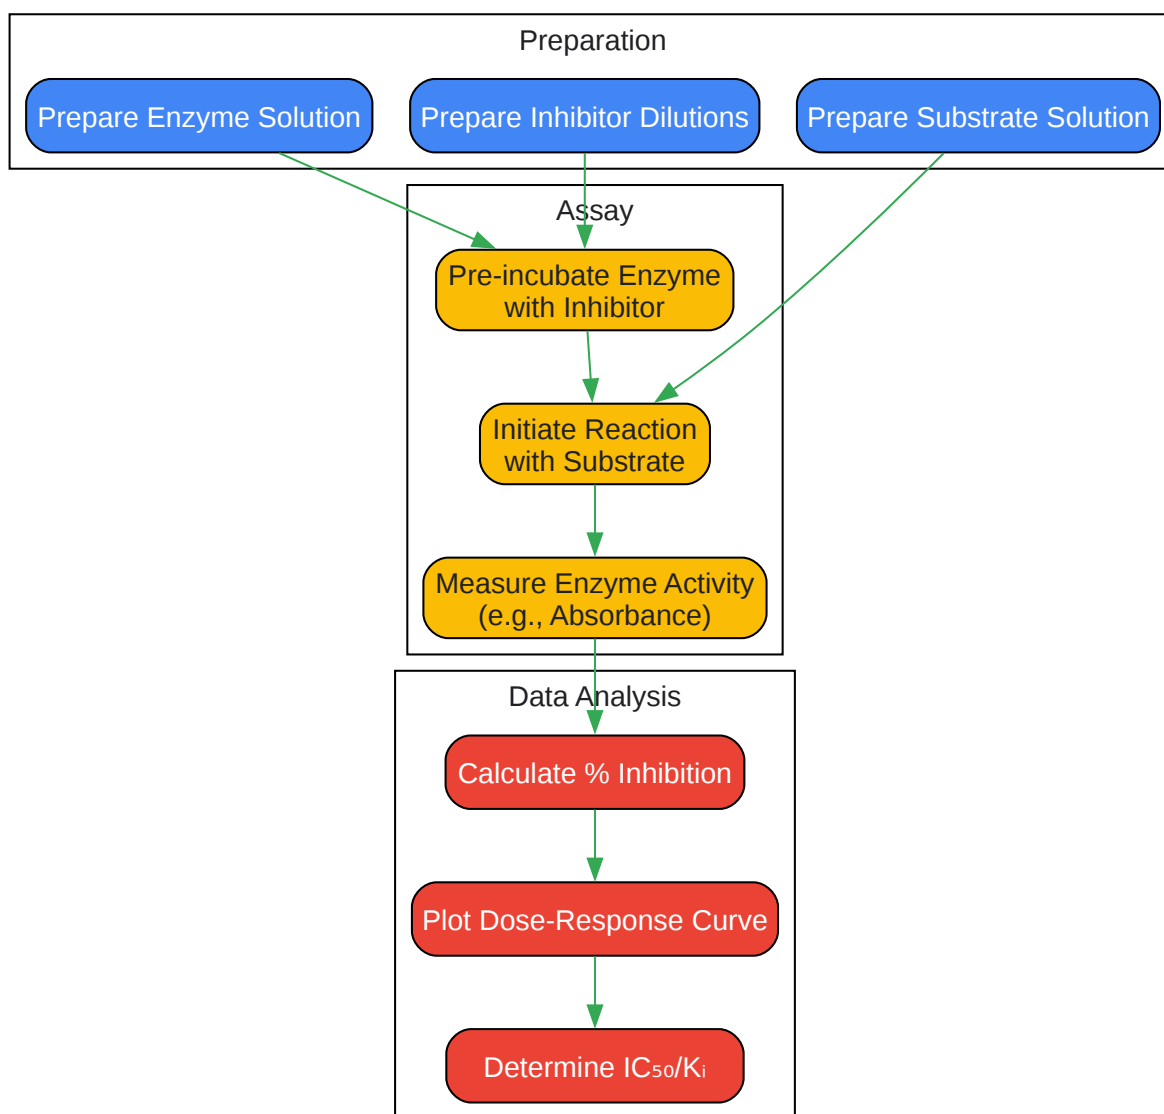 Preparation
Prepare Enzyme Solution
Prepare Inhibitor Dilutions
Prepare Substrate Solution
Assay
Pre-incubate Enzyme
with Inhibitor
Initiate Reaction
with Substrate
Measure Enzyme Activity
(e.g., Absorbance)
Data Analysis
Calculate % Inhibition
Plot Dose-Response Curve
Determine IC₅₀/Kᵢ